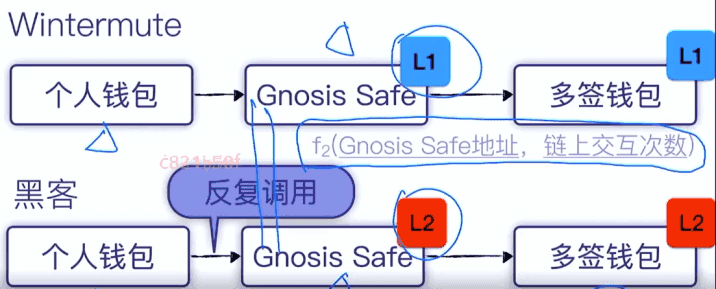 Wintermute
L1
L1
个人钱包
Gnosis Safe
多签钱包
f₂(Gnosis Safe地址，链上交互次数)
黑客
反复调用
L2
L2
个人钱包
Gnosis Safe
多签钱包